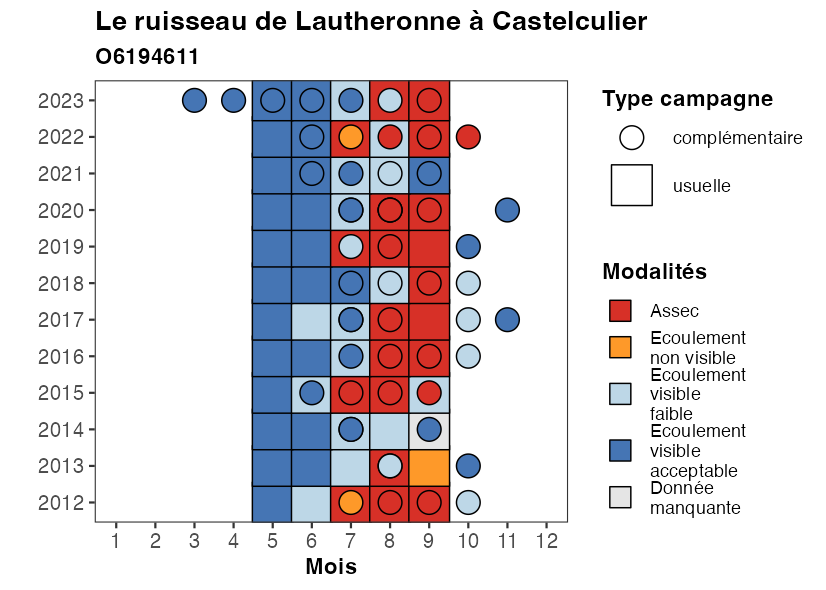 Le ruisseau de Lautheronne à Castelculier
O6194611
2023
2022
2021
2020
2019
2018
2017
2016
2015
2014
2013
2012
1 2 3 4 5 6 7 8 9 10 11 12
Mois
Type campagne
complémentaire
usuelle
Modalités
Assec
Ecoulement
non visible
Ecoulement
visible
faible
Ecoulement
visible
acceptable
Donnée
manquante